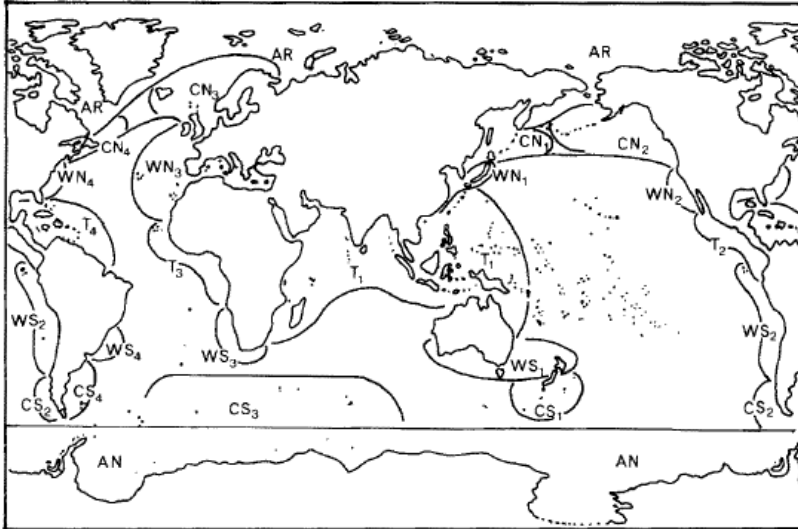 AR
AR
AR
CN₃
CN₄
CN₁
CN₂
WN₄
WN₃
WN₁
WN₂
T₄
T₃
T₁
T₁
T₂
WS₂
WS₄
WS₃
WS₁
WS₂
CS₂
CS₄
CS₃
CS₁
CS₂
AN
AN